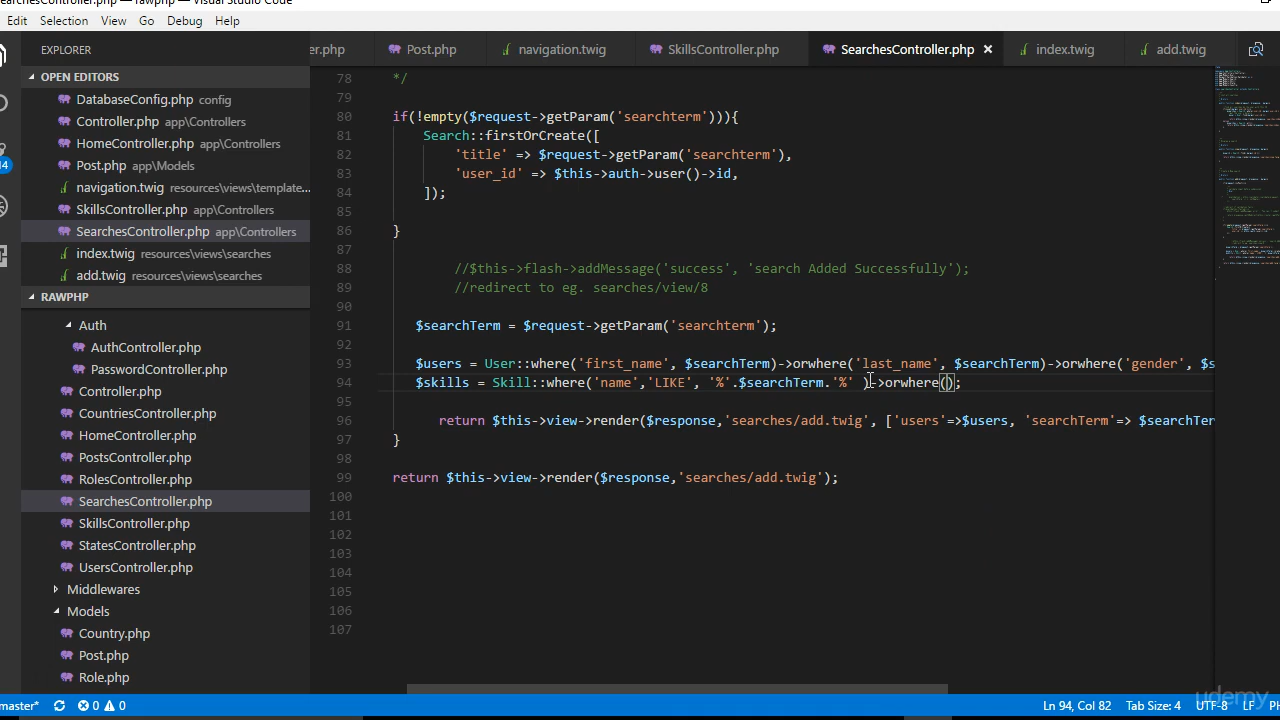 SearchesController.php — rawphp — Visual Studio Code
Edit Selection View Go Debug Help
EXPLORER
OPEN EDITORS
DatabaseConfig.php config
Controller.php app\Controllers
HomeController.php app\Controllers
Post.php app\Models
navigation.twig resources\views\template...
SkillsController.php app\Controllers
SearchesController.php app\Controllers
index.twig resources\views\searches
add.twig resources\views\searches
RAWPHP
Auth
AuthController.php
PasswordController.php
Controller.php
CountriesController.php
HomeController.php
PostsController.php
RolesController.php
SearchesController.php
SkillsController.php
StatesController.php
UsersController.php
Middlewares
Models
Country.php
Post.php
Role.php
14
er.php Post.php navigation.twig SkillsController.php SearchesController.php × index.twig add.twig
78 */
79
80 if(!empty($request->getParam('searchterm'))){
81 Search::firstOrCreate([
82 'title' => $request->getParam('searchterm'),
83 'user_id' => $this->auth->user()->id,
84 ]);
85
86 }
87
88 //$this->flash->addMessage('success', 'search Added Successfully');
89 //redirect to eg. searches/view/8
90
91 $searchTerm = $request->getParam('searchterm');
92
93 $users = User::where('first_name', $searchTerm)->orwhere('last_name', $searchTerm)->orwhere('gender', $s
94 $skills = Skill::where('name','LIKE', '%'.$searchTerm.'%' )->orwhere();
95
96 return $this->view->render($response,'searches/add.twig', ['users'=>$users, 'searchTerm'=> $searchTer
97 }
98
99 return $this->view->render($response,'searches/add.twig');
100
101
102
103
104
105
106
107
master* 0 0 Ln 94, Col 82 Tab Size: 4 UTF-8 LF PH
udemy